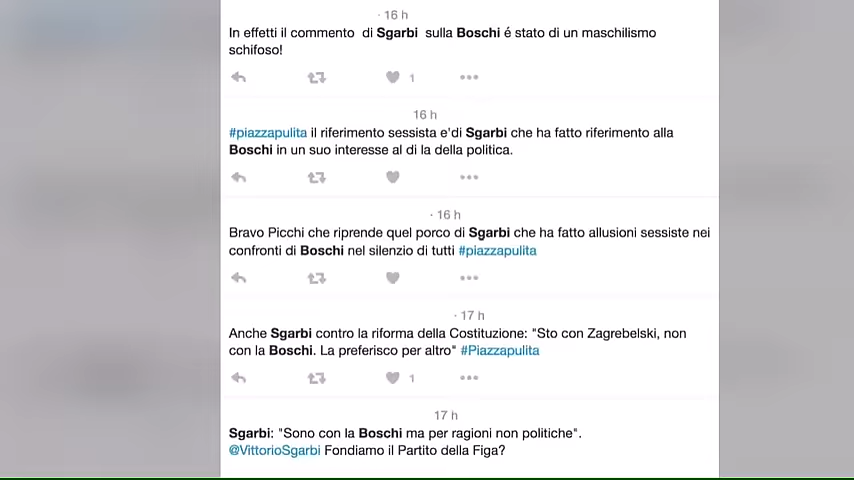 · 16 h
In effetti il commento di Sgarbi sulla Boschi é stato di un maschilismo
schifoso!
1
16 h
#piazzapulita il riferimento sessista e'di Sgarbi che ha fatto riferimento alla
Boschi in un suo interesse al di la della politica.
· 16 h
Bravo Picchi che riprende quel porco di Sgarbi che ha fatto allusioni sessiste nei
confronti di Boschi nel silenzio di tutti #piazzapulita
· 17 h
Anche Sgarbi contro la riforma della Costituzione: "Sto con Zagrebelski, non
con la Boschi. La preferisco per altro" #Piazzapulita
1
17 h
Sgarbi: "Sono con la Boschi ma per ragioni non politiche".
@VittorioSgarbi Fondiamo il Partito della Figa?